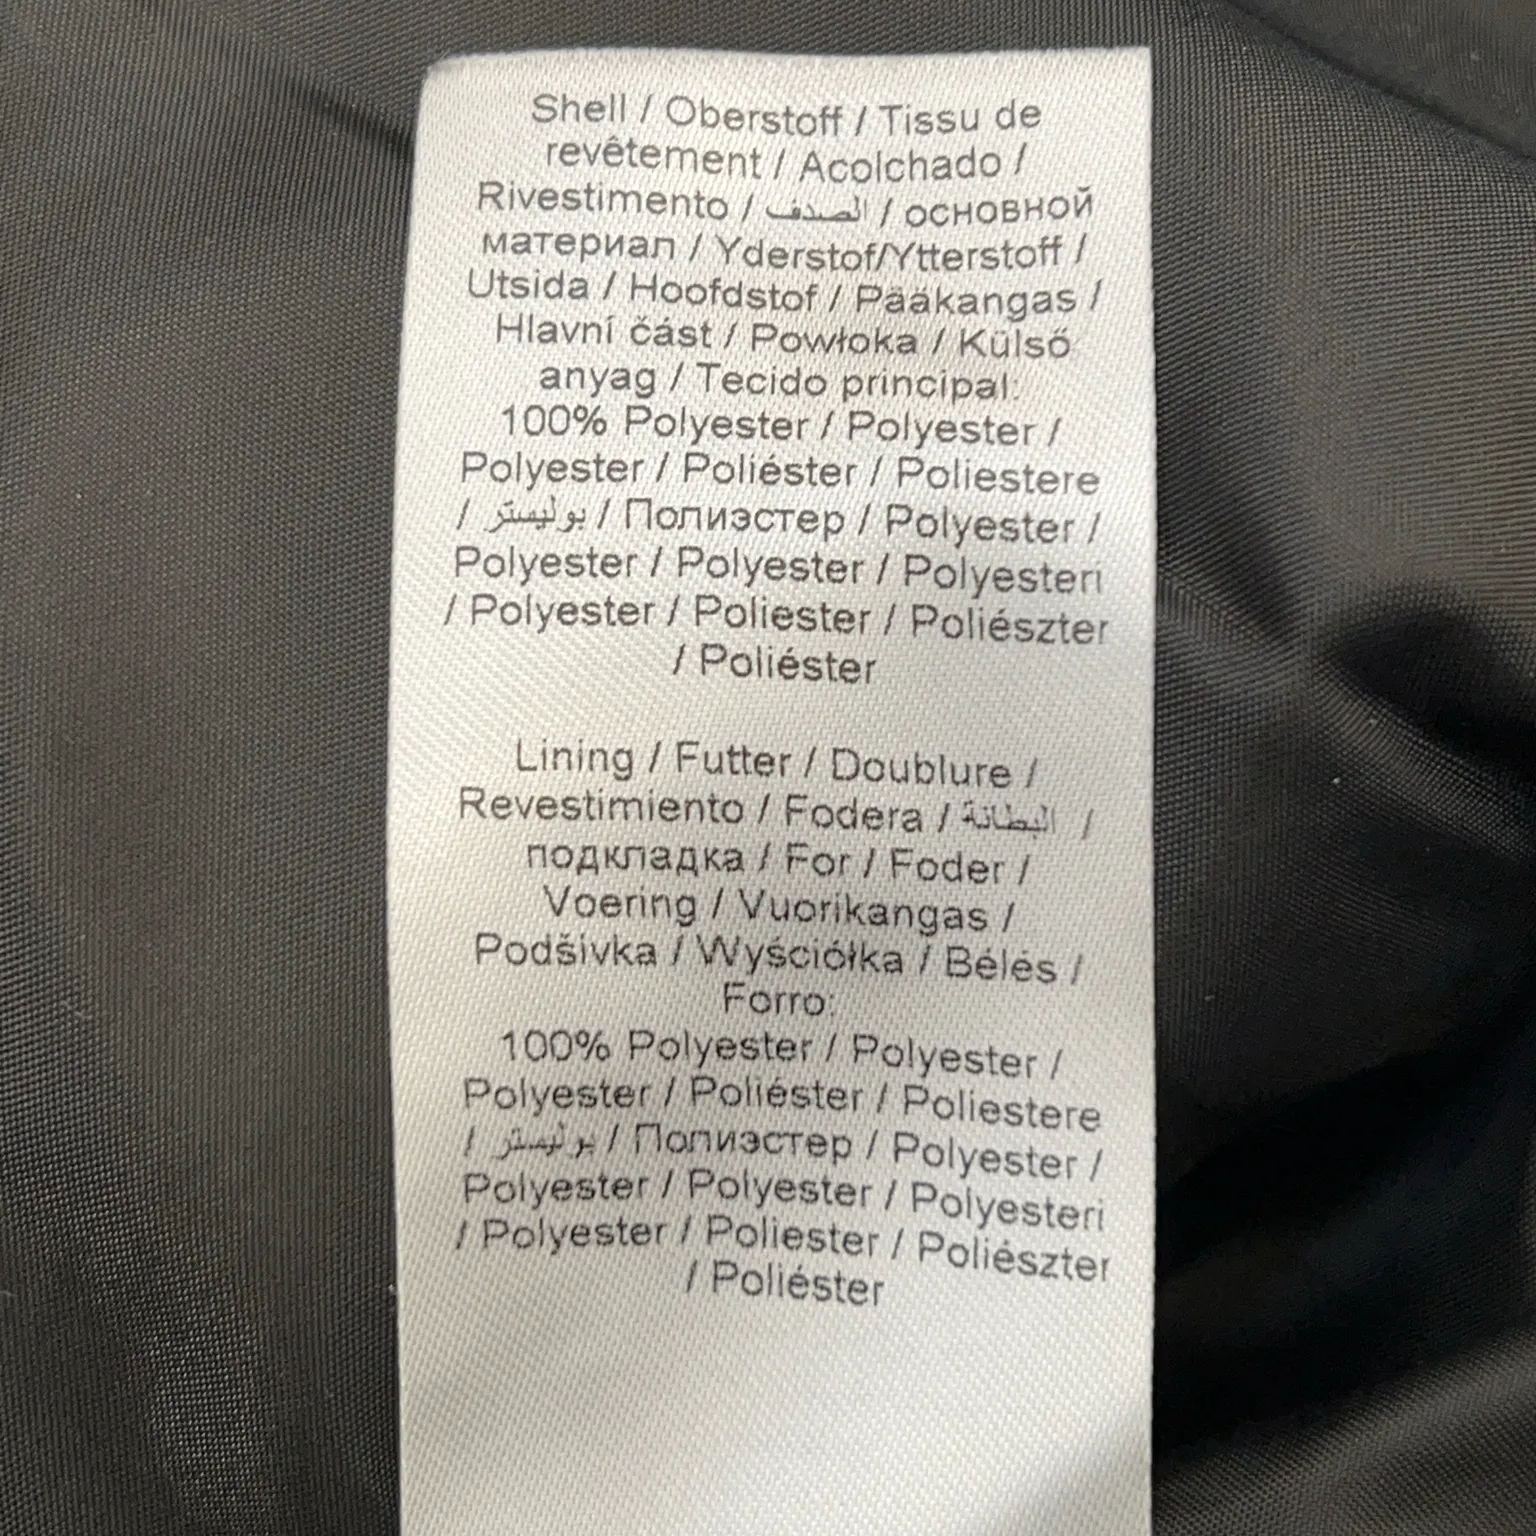 Shell / Oberstoff / Tissu de
revêtement / Acolchado /
Rivestimento / الصدف / основной
материал / Yderstof/Ytterstoff /
Utsida / Hoofdstof / Pääkangas /
Hlavní část / Powłoka / Külső
anyag / Tecido principal:
100% Polyester / Polyester /
Polyester / Poliéster / Poliestere
/ بوليستر / Полиэстер / Polyester /
Polyester / Polyester / Polyesteri
/ Polyester / Poliester / Poliészter
/ Poliéster
Lining / Futter / Doublure /
Revestimiento / Fodera / البطانة /
подкладка / For / Foder /
Voering / Vuorikangas /
Podšívka / Wyściółka / Bélés /
Forro:
100% Polyester / Polyester /
Polyester / Poliéster / Poliestere
/ بوليستر / Полиэстер / Polyester /
Polyester / Polyester / Polyesteri
/ Polyester / Poliester / Poliészter
/ Poliéster